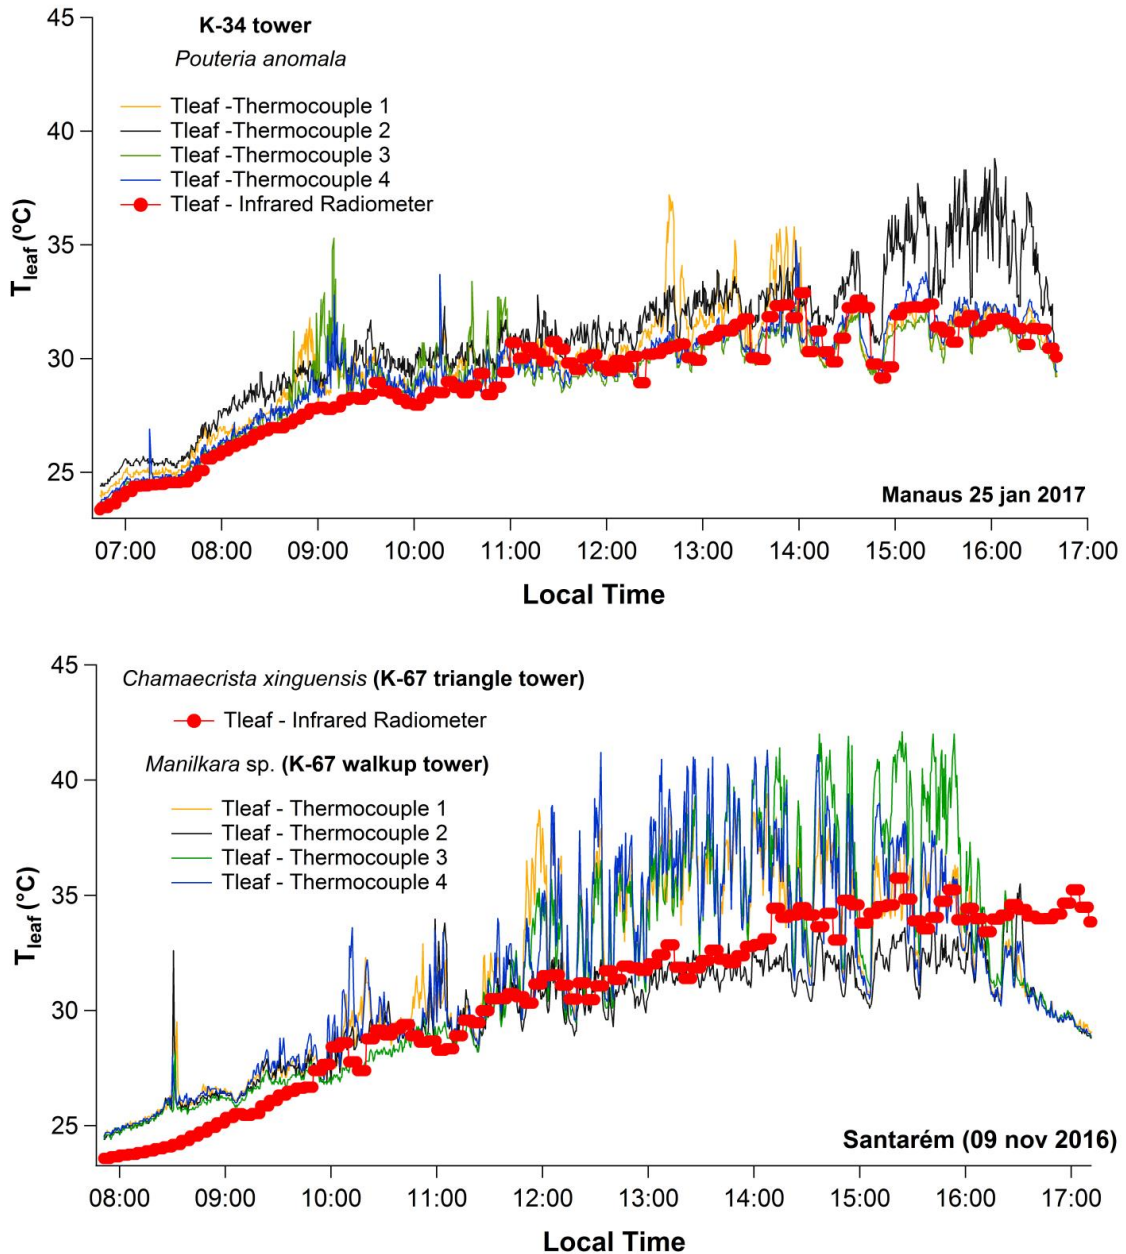 45
K-34 tower
Pouteria anomala
Tleaf -Thermocouple 1
40
Tleaf -Thermocouple 2
Tleaf -Thermocouple 3
Tleaf -Thermocouple 4
Tleaf - Infrared Radiometer
35
Tleaf (ºC)
30
25
Manaus 25 jan 2017
07:00 08:00 09:00 10:00 11:00 12:00 13:00 14:00 15:00 16:00 17:00
Local Time
45
Chamaecrista xinguensis (K-67 triangle tower)
Tleaf - Infrared Radiometer
Manilkara sp. (K-67 walkup tower)
40
Tleaf - Thermocouple 1
Tleaf - Thermocouple 2
Tleaf - Thermocouple 3
Tleaf - Thermocouple 4
35
Tleaf (°C)
30
25
Santarém (09 nov 2016)
08:00 09:00 10:00 11:00 12:00 13:00 14:00 15:00 16:00 17:00
Local Time